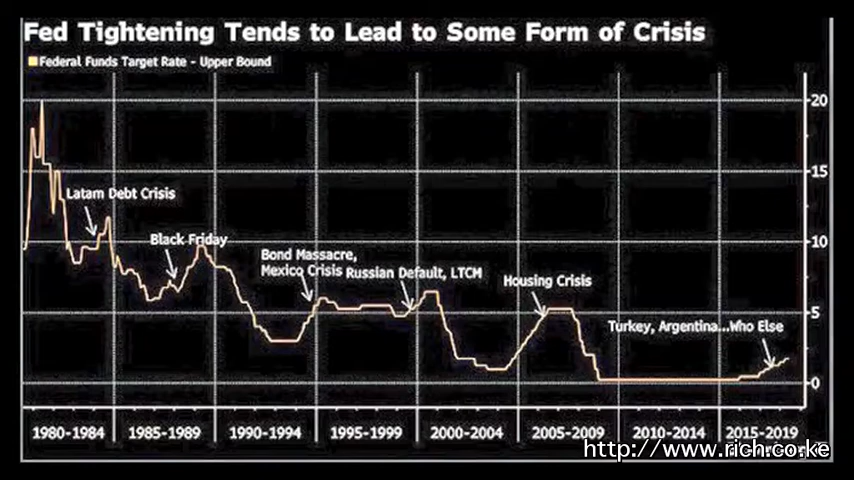 Fed Tightening Tends to Lead to Some Form of Crisis
Federal Funds Target Rate - Upper Bound
20
15
Latam Debt Crisis
Black Friday
10
Bond Massacre,
Mexico Crisis
Russian Default, LTCM
Housing Crisis
5
Turkey, Argentina...Who Else
0
1980-1984
1985-1989
1990-1994
1995-1999
2000-2004
2005-2009
2010-2014
2015-2019
http://www.rich.co.ke